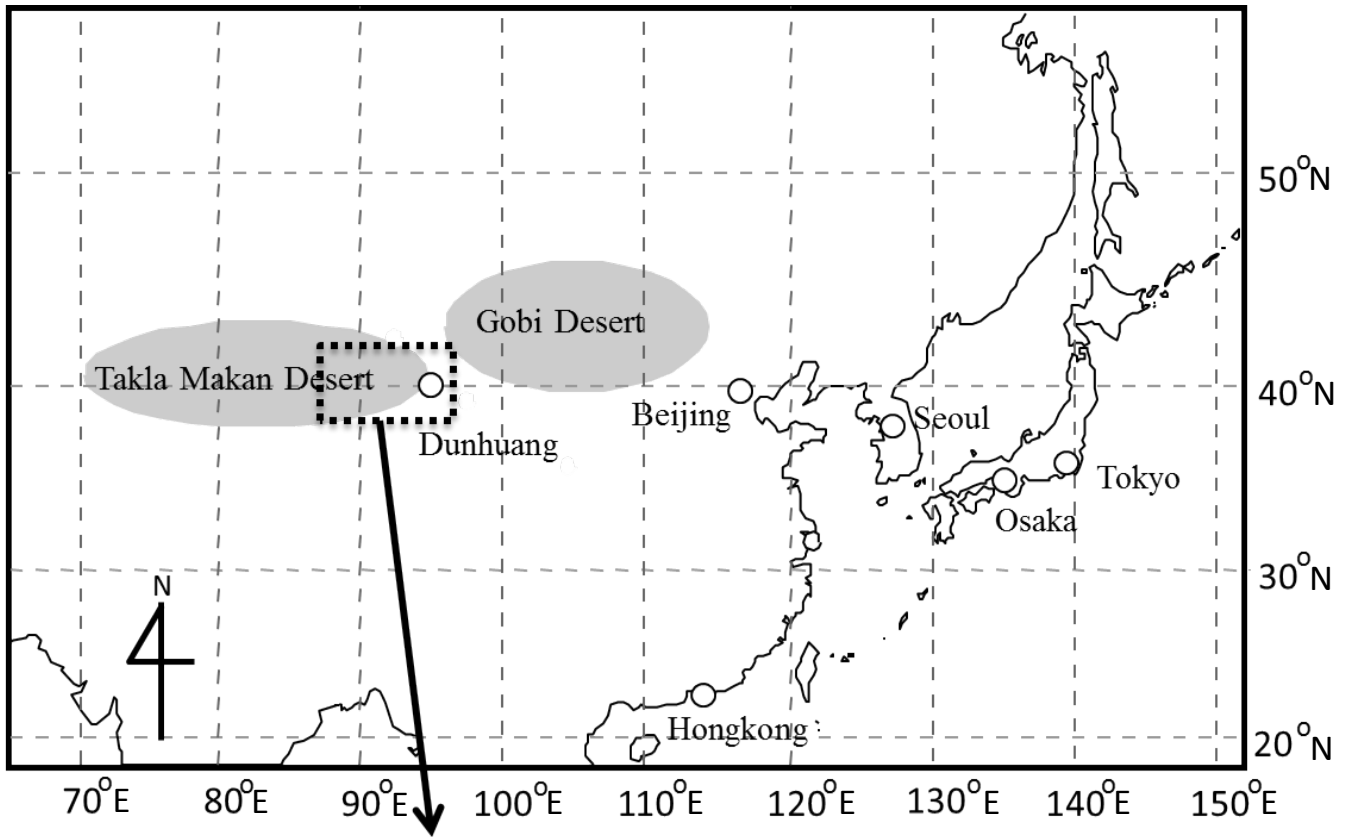 50°N
Gobi Desert
Takla Makan Desert
40°N
Beijing
Seoul
Dunhuang
Tokyo
Osaka
30°N
N
Hongkong
20°N
70°E 80°E 90°E 100°E 110°E 120°E 130°E 140°E 150°E